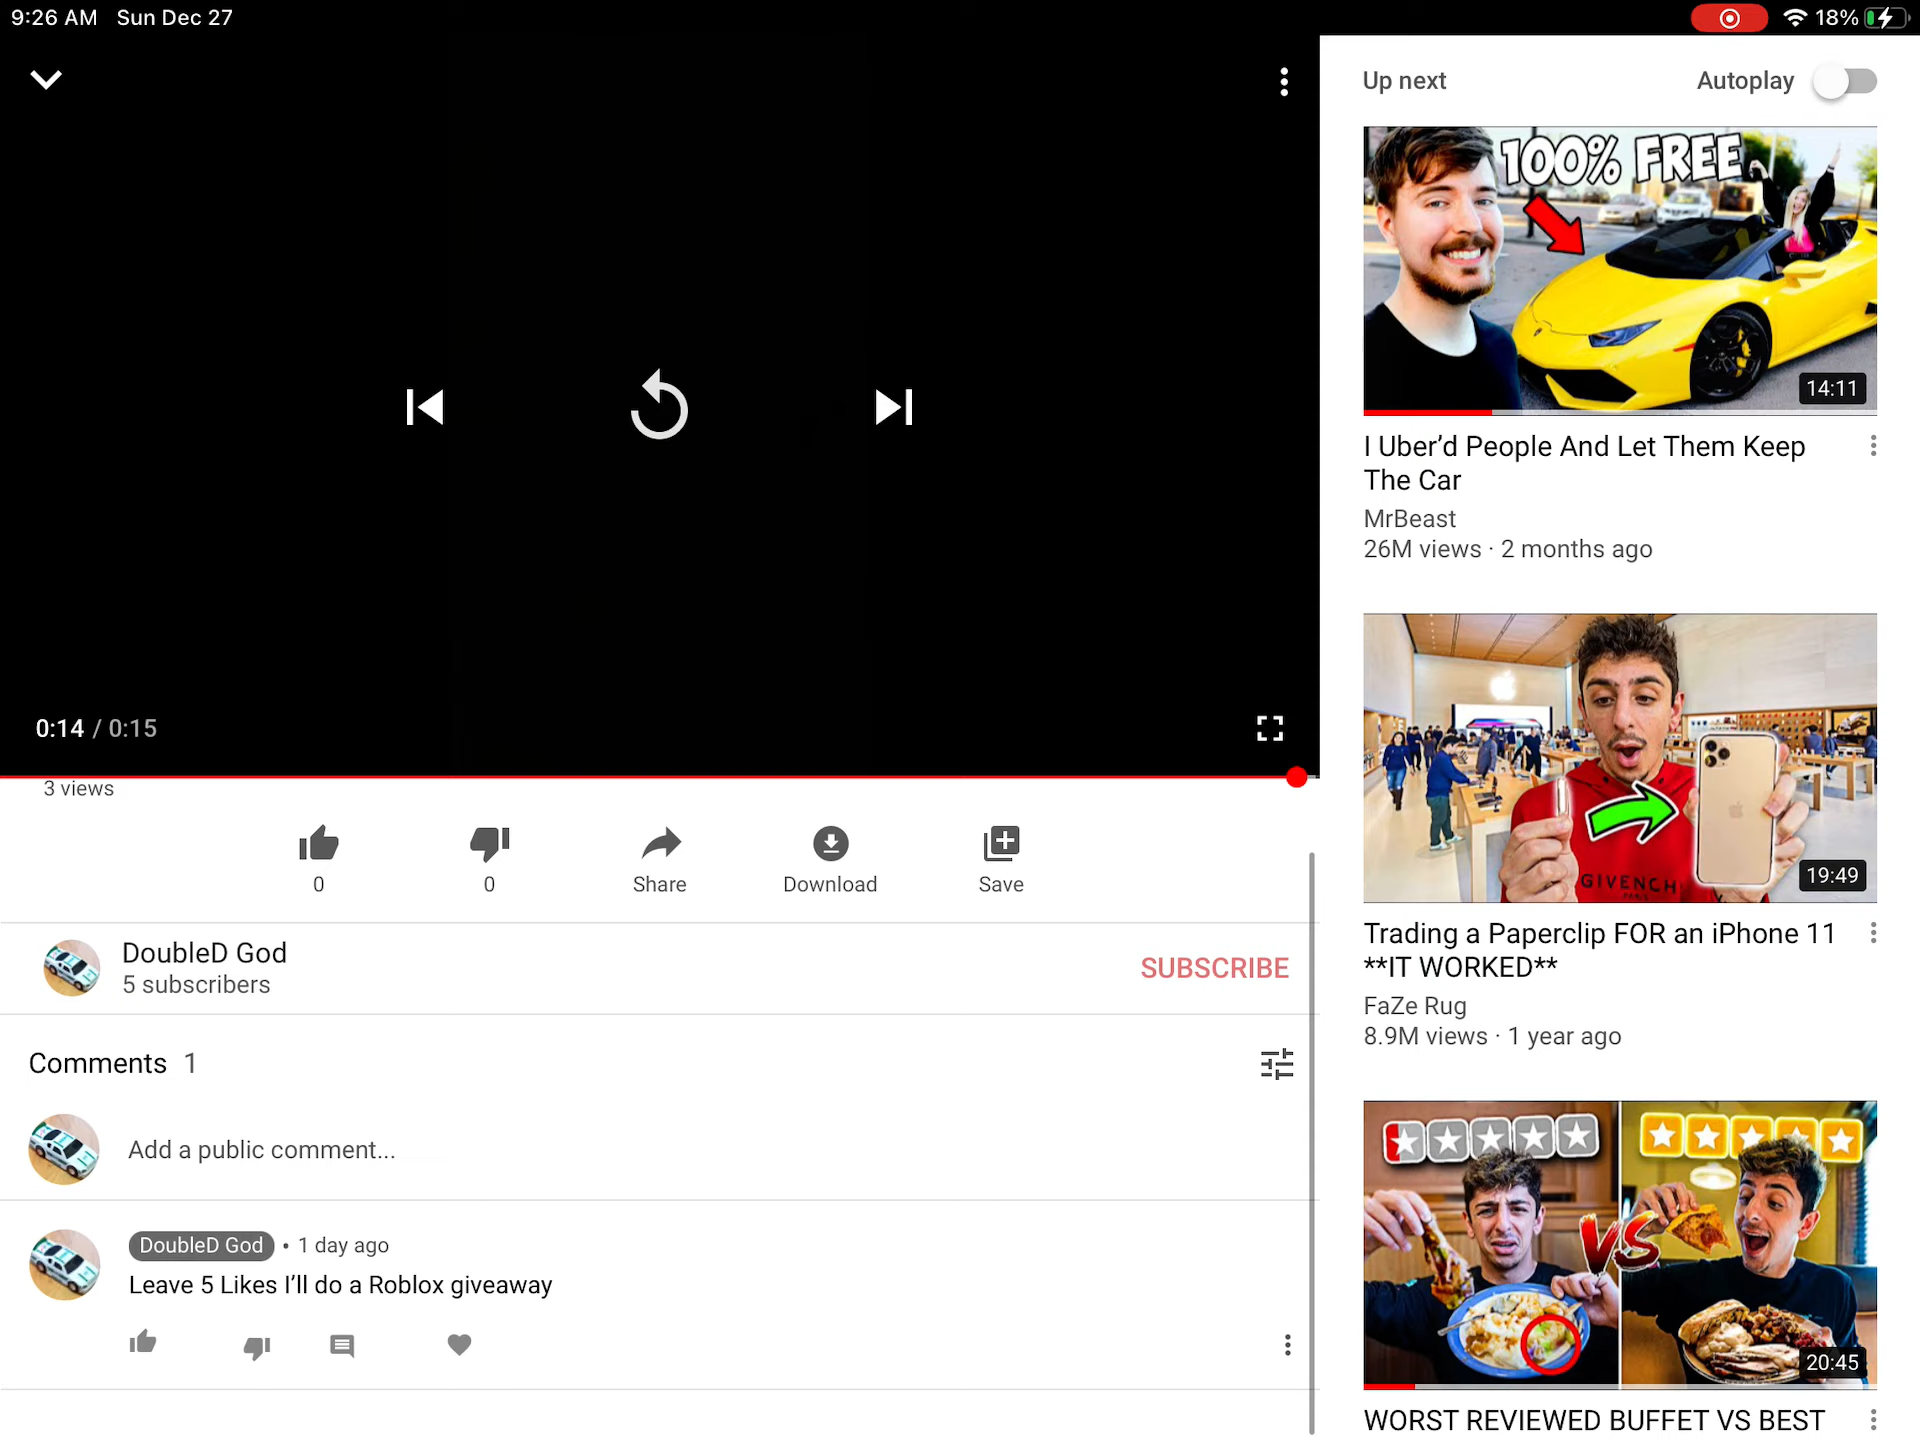 9:26 AM Sun Dec 27
18%
0:14 / 0:15
3 views
0
0
Share
Download
Save
DoubleD God
5 subscribers
SUBSCRIBE
Comments 1
Add a public comment...
DoubleD God • 1 day ago
Leave 5 Likes I’ll do a Roblox giveaway
Up next
Autoplay
100% FREE
14:11
I Uber’d People And Let Them Keep
The Car
MrBeast
26M views · 2 months ago
GIVENCH
PARIS
19:49
Trading a Paperclip FOR an iPhone 11
**IT WORKED**
FaZe Rug
8.9M views · 1 year ago
VS
20:45
WORST REVIEWED BUFFET VS BEST